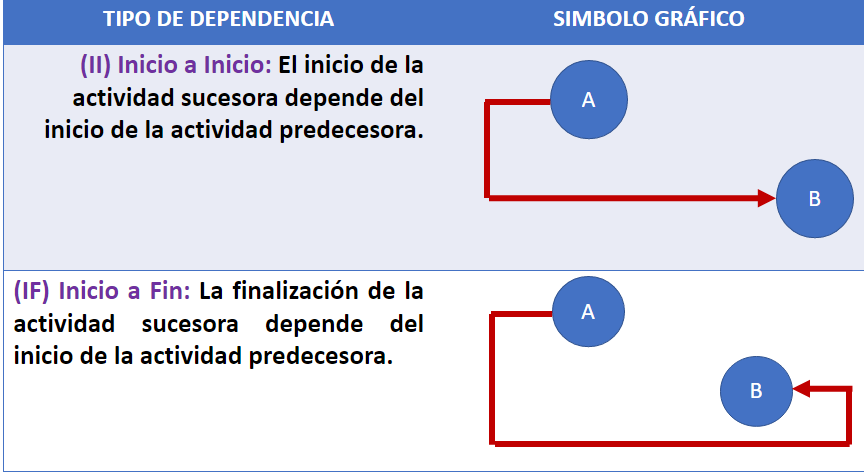 TIPO DE DEPENDENCIA
SIMBOLO GRÁFICO
(II) Inicio a Inicio: El inicio de la
actividad sucesora depende del
inicio de la actividad predecesora.
A
B
(IF) Inicio a Fin: La finalización de la
actividad sucesora depende del
inicio de la actividad predecesora.
A
B